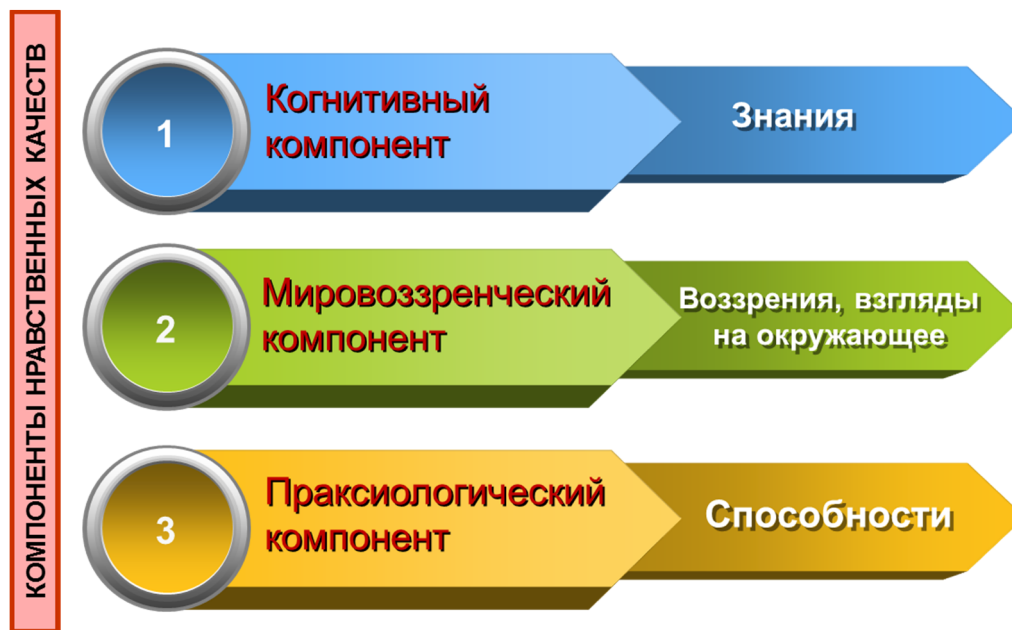 КОМПОНЕНТЫ НРАВСТВЕННЫХ КАЧЕСТВ
1
Когнитивный
компонент
Знания
2
Мировоззренческий
компонент
Воззрения, взгляды
на окружающее
3
Праксиологический
компонент
Способности